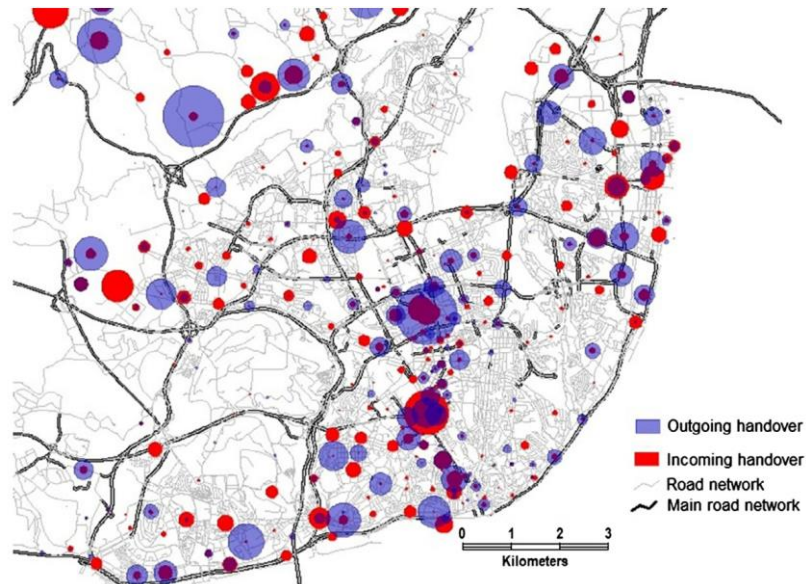 Outgoing handover
Incoming handover
Road network
Main road network
0 1 2 3
Kilometers